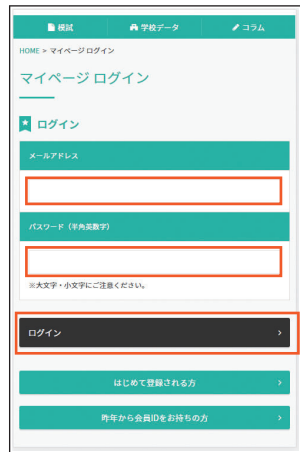 模試
学校データ
コラム
HOME > マイページログイン
マイページ ログイン
ログイン
メールアドレス
パスワード（半角英数字）
※大文字・小文字にご注意ください。
ログイン
はじめて登録される方
昨年から会員IDをお持ちの方